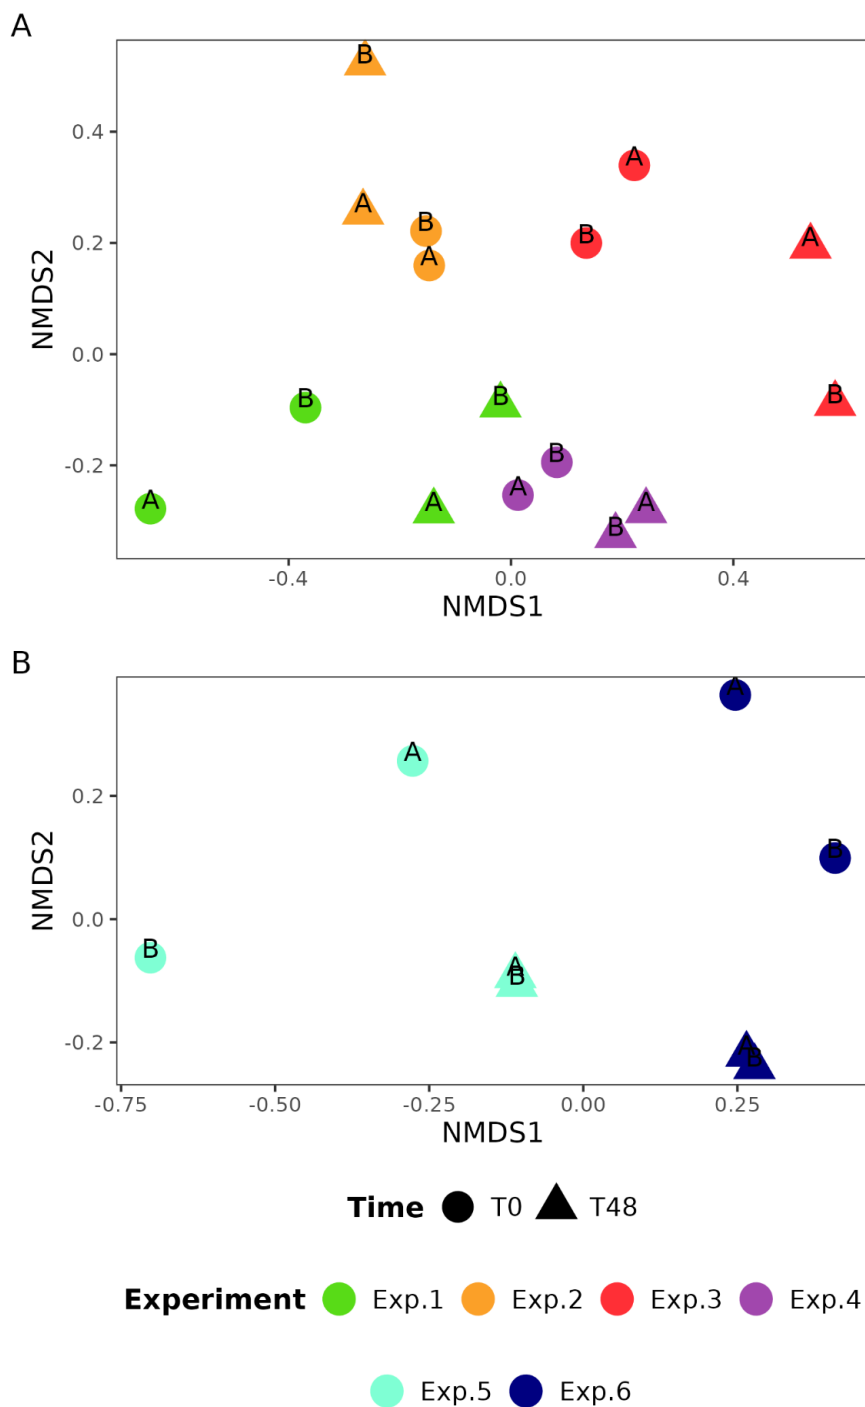 A
B
A
0.4
A
B
B
A
A
B
0.2
NMDS2
0.0
B
B
B
-0.2
A
A
B
A
A
B
-0.4
0.0
0.4
NMDS1
B
A
A
0.2
B
NMDS2
0.0
B
A
B
-0.2
A
B
-0.75
-0.50
-0.25
0.00
0.25
NMDS1
Time T0 T48
Experiment Exp.1 Exp.2 Exp.3 Exp.4
Exp.5 Exp.6